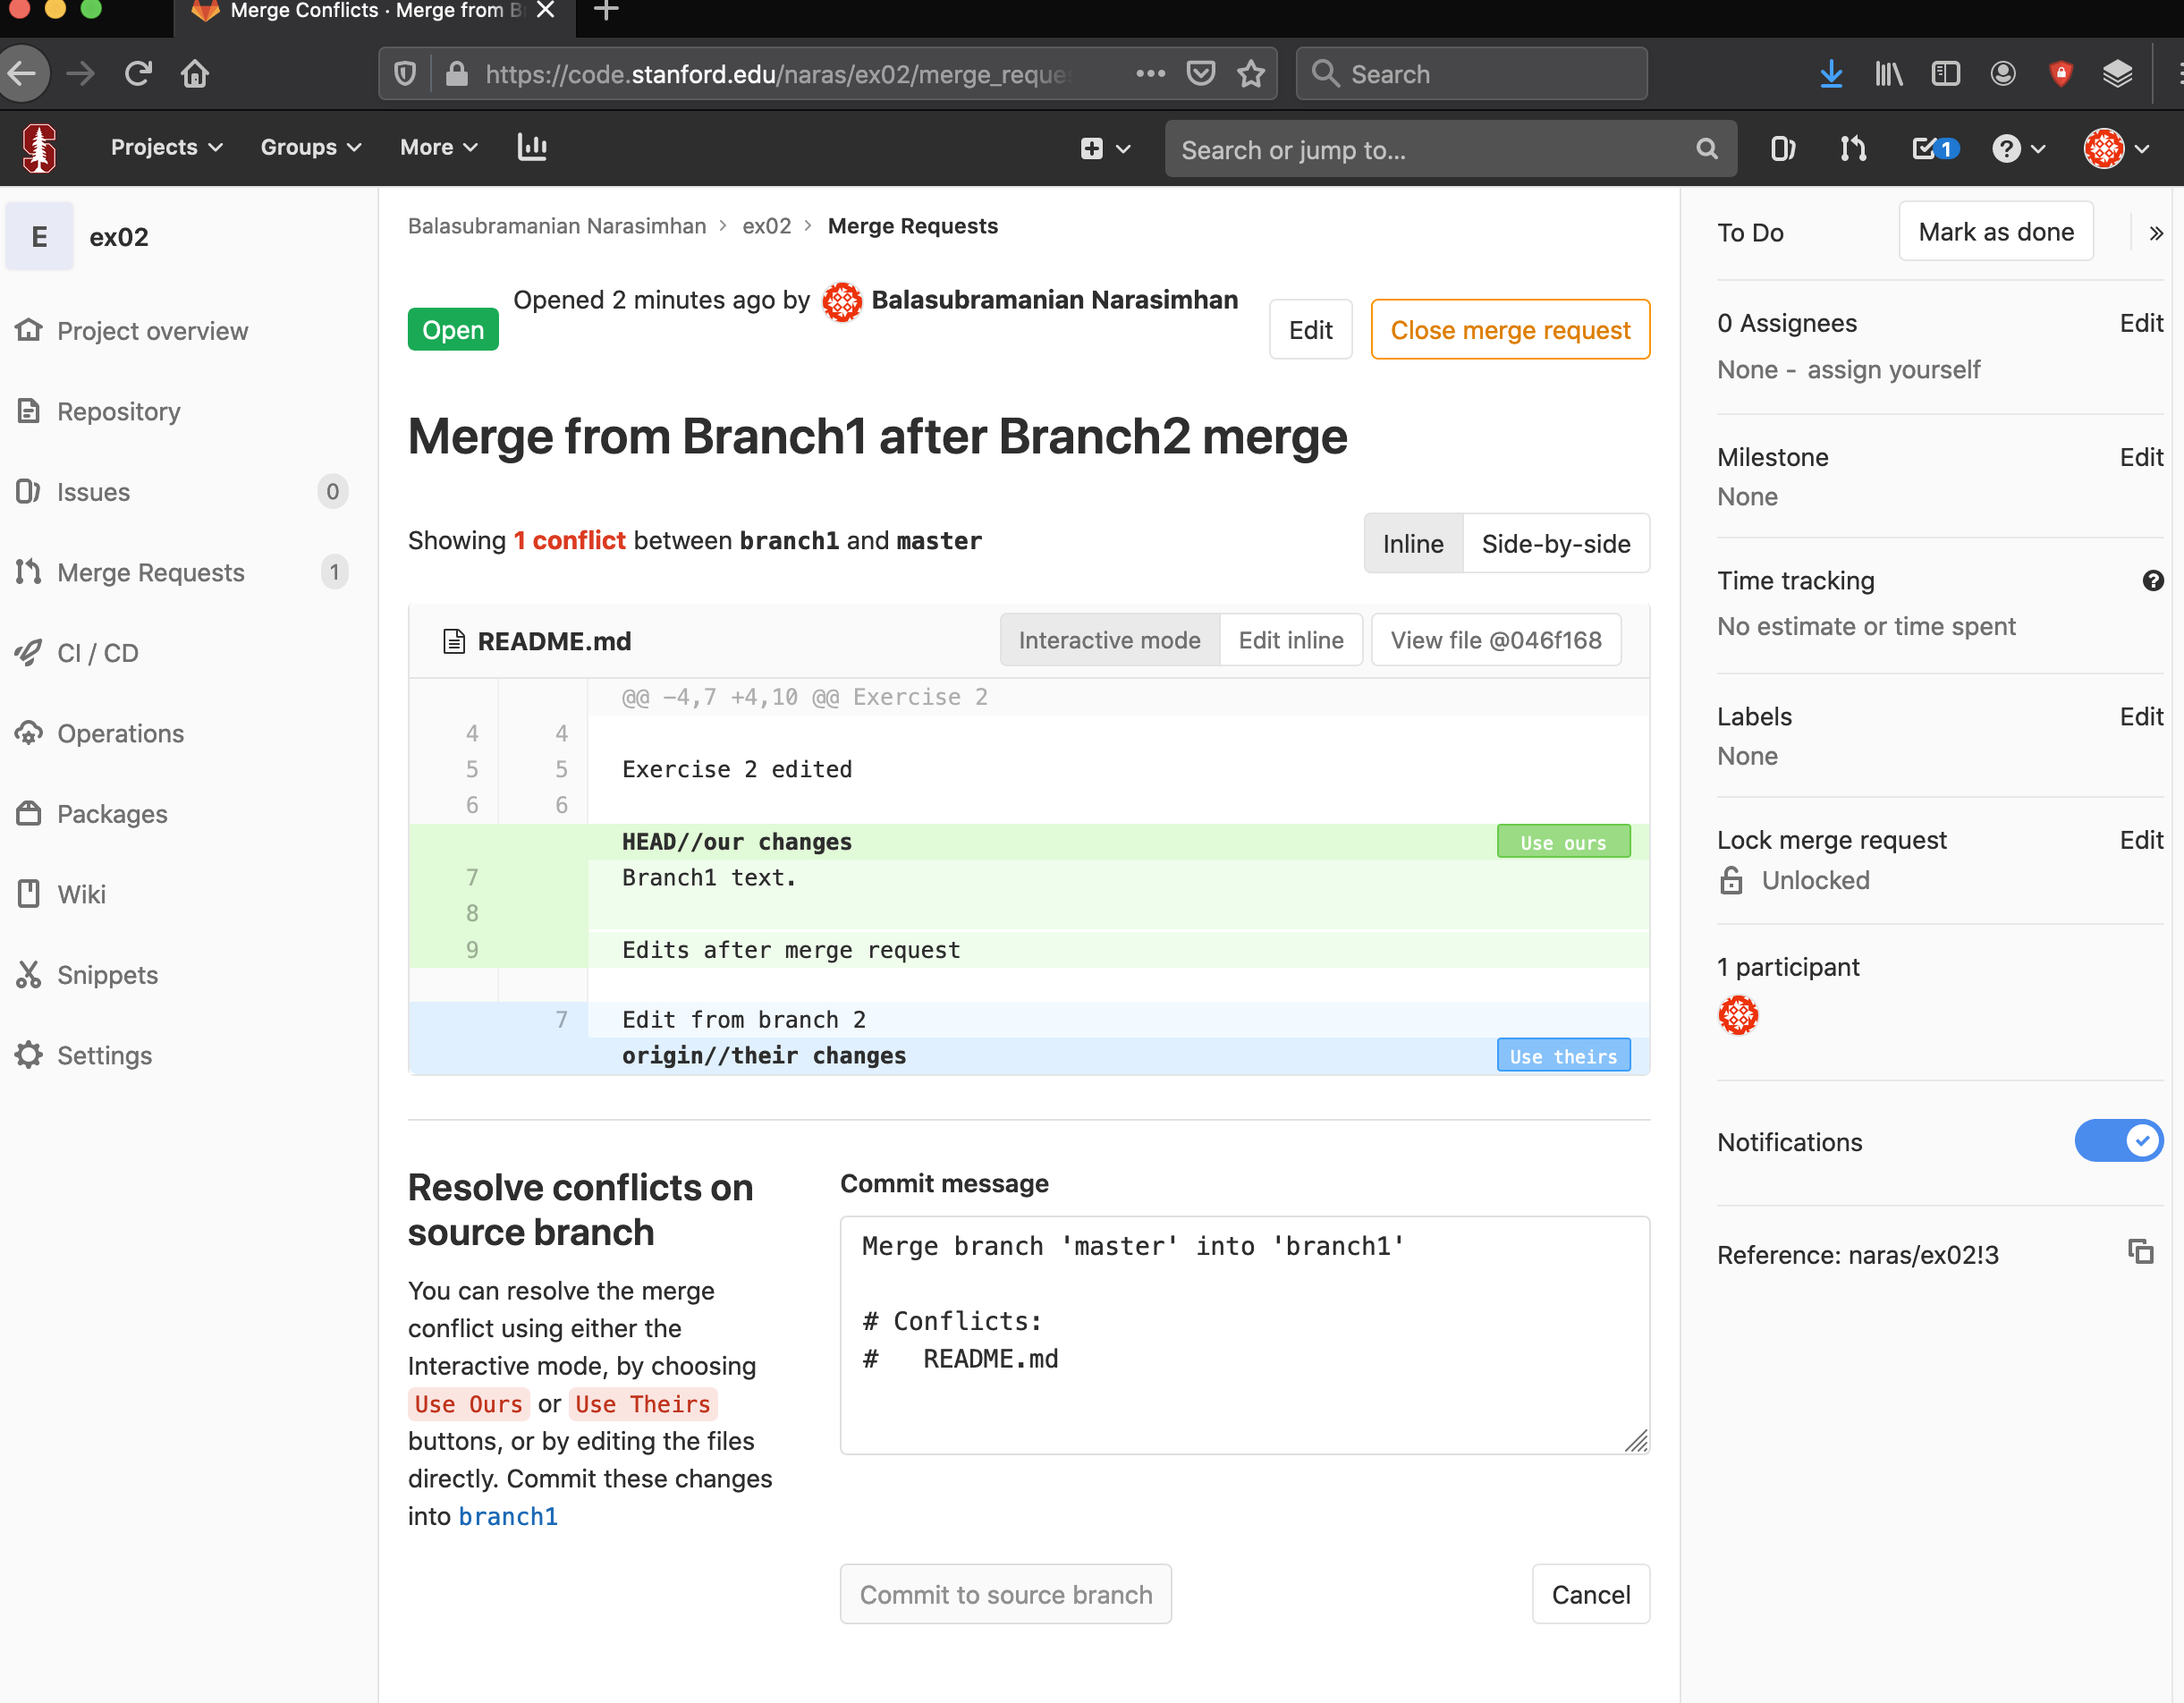 Merge Conflicts · Merge from B
https://code.stanford.edu/naras/ex02/merge_reque
Search
Projects
Groups
More
Search or jump to...
1
E
ex02
Project overview
Repository
Issues 0
Merge Requests 1
CI / CD
Operations
Packages
Wiki
Snippets
Settings
Balasubramanian Narasimhan > ex02 > Merge Requests
Open
Opened 2 minutes ago by Balasubramanian Narasimhan
Edit
Close merge request
Merge from Branch1 after Branch2 merge
Showing 1 conflict between branch1 and master
Inline
Side-by-side
README.md
Interactive mode
Edit inline
View file @046f168
@@ -4,7 +4,10 @@ Exercise 2
4 4
5 5 Exercise 2 edited
6 6
HEAD//our changes Use ours
7 Branch1 text.
8
9 Edits after merge request
7 Edit from branch 2
origin//their changes Use theirs
Resolve conflicts on
source branch
You can resolve the merge
conflict using either the
Interactive mode, by choosing
Use Ours or Use Theirs
buttons, or by editing the files
directly. Commit these changes
into branch1
Commit message
Merge branch 'master' into 'branch1'
# Conflicts:
#   README.md
Commit to source branch
Cancel
To Do
Mark as done
»
0 Assignees Edit
None - assign yourself
Milestone Edit
None
Time tracking
No estimate or time spent
Labels Edit
None
Lock merge request Edit
Unlocked
1 participant
Notifications
Reference: naras/ex02!3